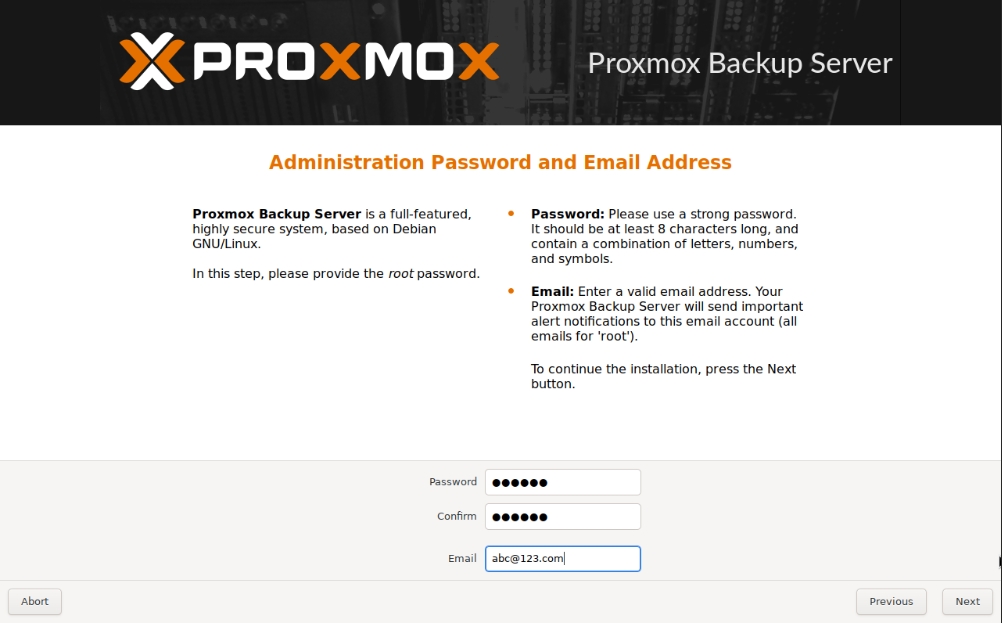 PROXMOX
Proxmox Backup Server
Administration Password and Email Address
Proxmox Backup Server is a full-featured,
highly secure system, based on Debian
GNU/Linux.
In this step, please provide the root password.
Password: Please use a strong password.
It should be at least 8 characters long, and
contain a combination of letters, numbers,
and symbols.
Email: Enter a valid email address. Your
Proxmox Backup Server will send important
alert notifications to this email account (all
emails for 'root').
To continue the installation, press the Next
button.
Password ●●●●●●
Confirm ●●●●●●
Email abc@123.com
Abort Previous Next